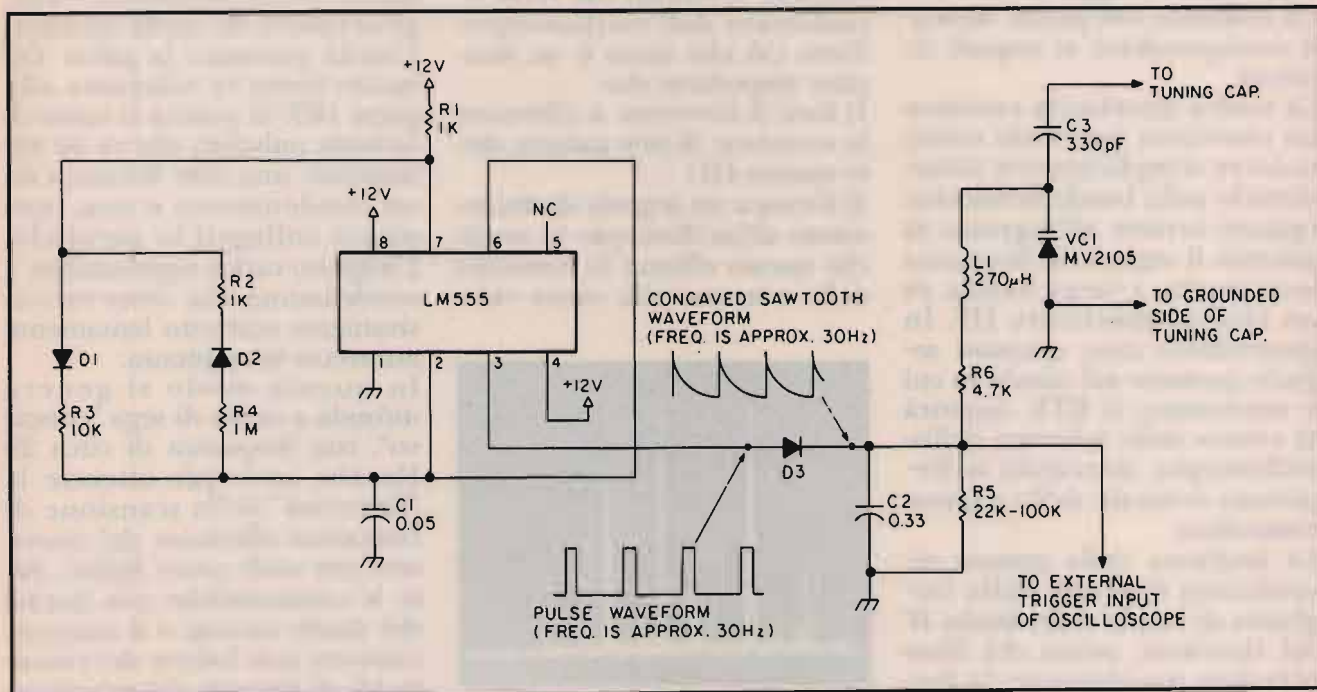 +12V
R1
1K
+12V
8
7
6
5
NC
LM555
2
3
4
+12V
D1
R2
1K
D2
R3
10K
R4
1M
C1
0.05
CONCAVED SAWTOOTH
WAVEFORM
(FREQ. IS APPROX. 30Hz)
PULSE WAVEFORM
(FREQ. IS APPROX. 30Hz)
D3
C2
0.33
R5
22K-100K
R6
4.7K
L1
270µH
C3
330pF
VC1
MV2105
TO
TUNING CAP.
TO GROUNDED
SIDE OF
TUNING CAP.
TO EXTERNAL
TRIGGER INPUT
OF OSCILLOSCOPE